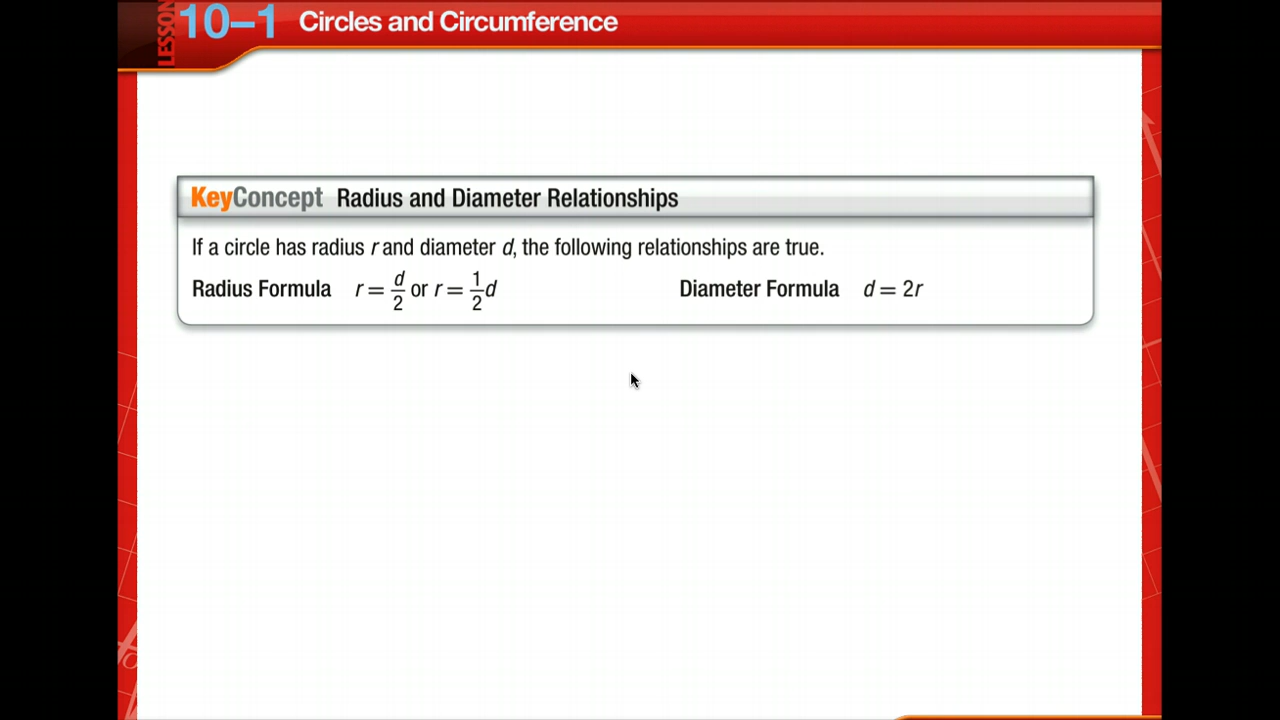 LESSON 10–1 Circles and Circumference
KeyConcept Radius and Diameter Relationships
If a circle has radius r and diameter d, the following relationships are true.
Radius Formula r = d/2 or r = 1/2 d Diameter Formula d = 2r